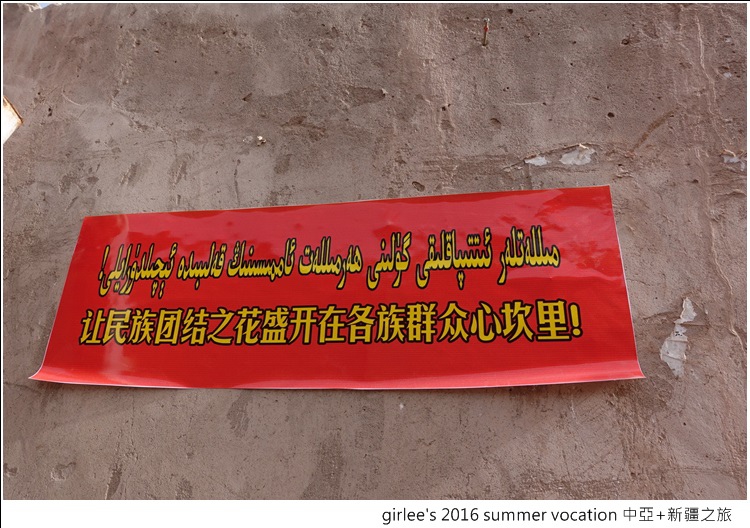 مىللەتلەر ئىتتىپاقلىقى گۈلىنى ھەرمىللەت ئاممىسىنىڭ قەلبىدە ئېچىلدۇرايلى!
让民族团结之花盛开在各族群众心坎里!
girlee's 2016 summer vocation 中亞+新疆之旅